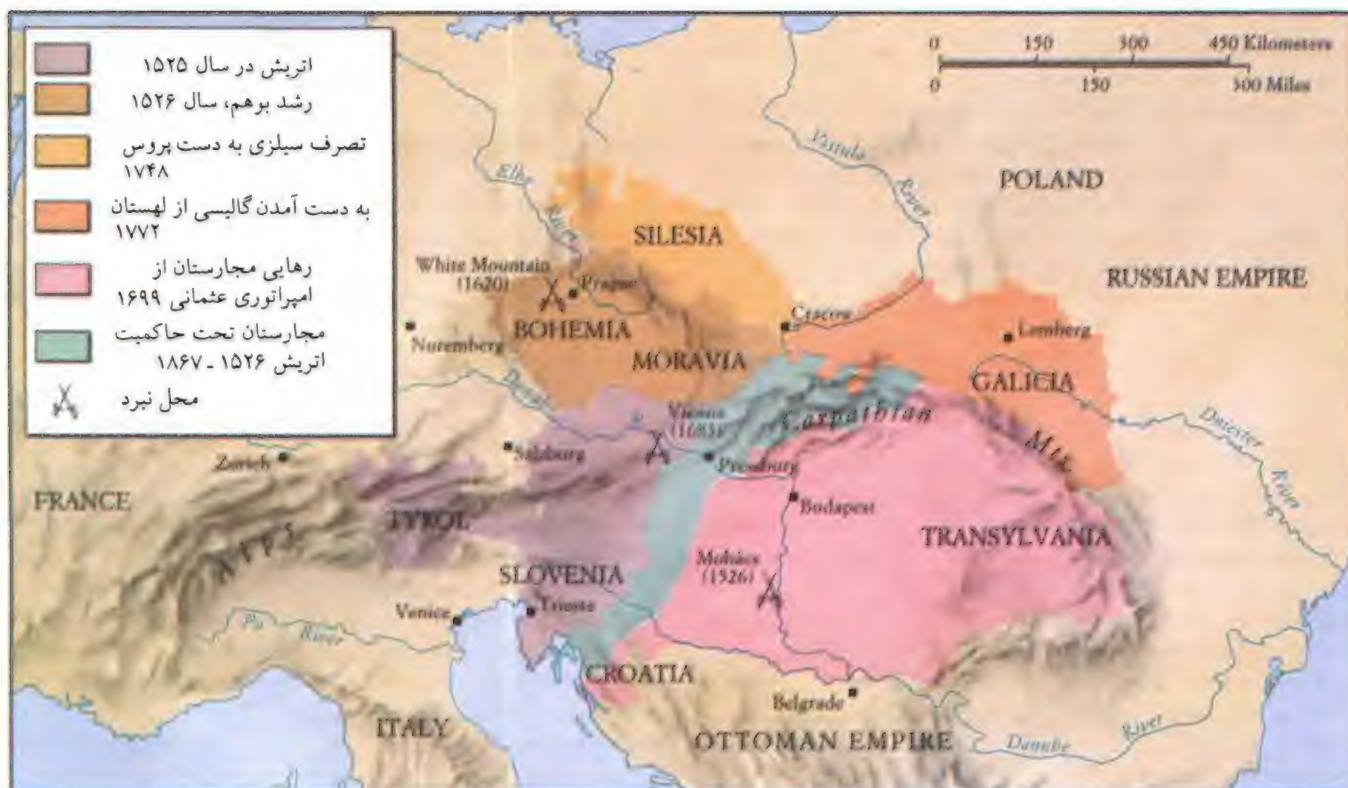 اتریش در سال ۱۵۲۵
رشد بوهم، سال ۱۵۲۶
تصرف سیلزی به دست پروس
۱۷۴۸
به دست آمدن گالیسی از لهستان
۱۷۷۲
رهایی مجارستان از
امپراتوری عثمانی ۱۶۹۹
مجارستان تحت حاکمیت
اتریش ۱۵۲۶ ـ ۱۸۶۷
محل نبرد
0 150 300 450 Kilometers
0 150 300 Miles
Vistula
River
POLAND
Elbe
River
SILESIA
White Mountain
(1620)
Prague
RUSSIAN EMPIRE
BOHEMIA
Cracow
Lemberg
Nuremberg
MORAVIA
GALICIA
Danube
Vienna
(1683)
Carpathian
Mts.
Dniester
River
Zurich
Salzburg
Pressburg
FRANCE
Alps
TYROL
Budapest
TRANSYLVANIA
SLOVENIA
Mohács
(1526)
Venice
Trieste
Po
River
CROATIA
Belgrade
ITALY
OTTOMAN EMPIRE
Danube
River